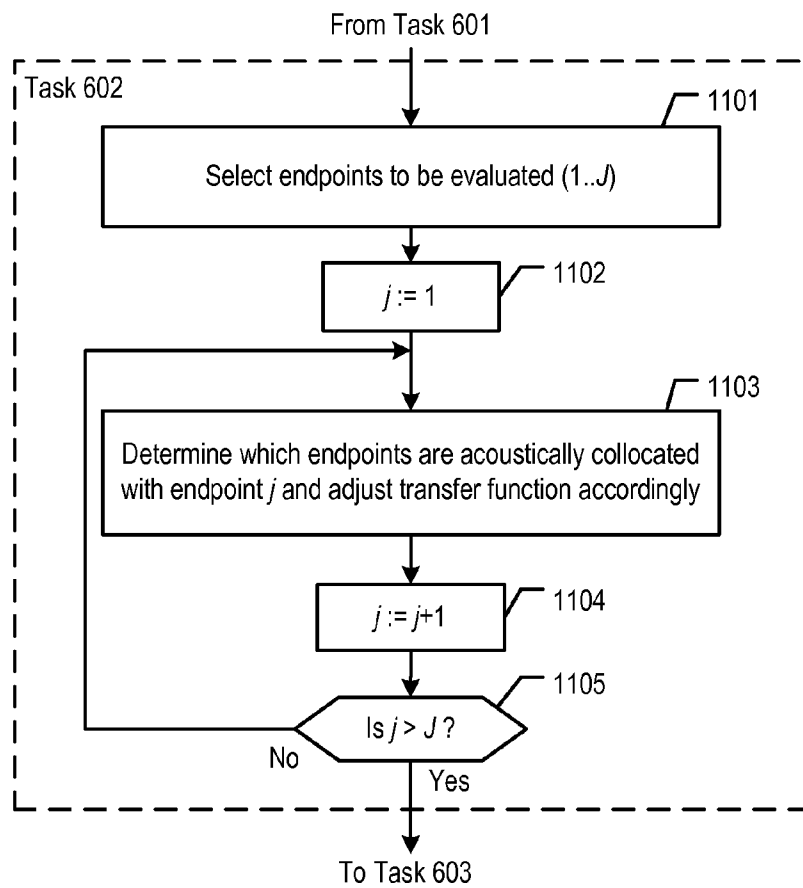 From Task 601
Task 602
1101
Select endpoints to be evaluated (1..J)
1102
j := 1
1103
Determine which endpoints are acoustically collocated
with endpoint j and adjust transfer function accordingly
1104
j := j+1
1105
Is j > J ?
No
Yes
To Task 603